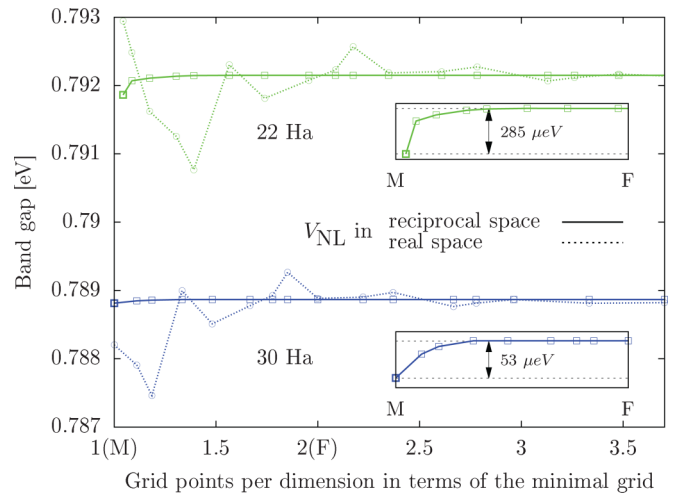 0.793
0.792
0.791
0.79
0.789
0.788
0.787
Band gap [eV]
22 Ha
285 μeV
M F
V_NL in reciprocal space
real space
30 Ha
53 μeV
M F
1(M) 1.5 2(F) 2.5 3 3.5
Grid points per dimension in terms of the minimal grid